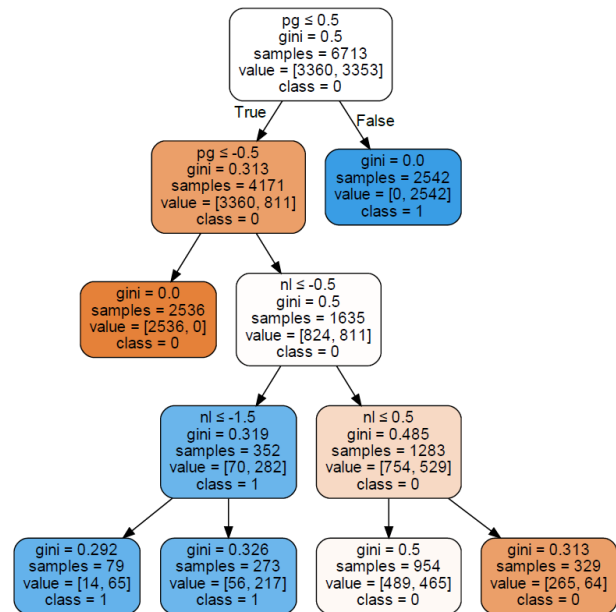 pg ≤ 0.5
gini = 0.5
samples = 6713
value = [3360, 3353]
class = 0
True
False
pg ≤ -0.5
gini = 0.313
samples = 4171
value = [3360, 811]
class = 0
gini = 0.0
samples = 2542
value = [0, 2542]
class = 1
gini = 0.0
samples = 2536
value = [2536, 0]
class = 0
nl ≤ -0.5
gini = 0.5
samples = 1635
value = [824, 811]
class = 0
nl ≤ -1.5
gini = 0.319
samples = 352
value = [70, 282]
class = 1
nl ≤ 0.5
gini = 0.485
samples = 1283
value = [754, 529]
class = 0
gini = 0.292
samples = 79
value = [14, 65]
class = 1
gini = 0.326
samples = 273
value = [56, 217]
class = 1
gini = 0.5
samples = 954
value = [489, 465]
class = 0
gini = 0.313
samples = 329
value = [265, 64]
class = 0